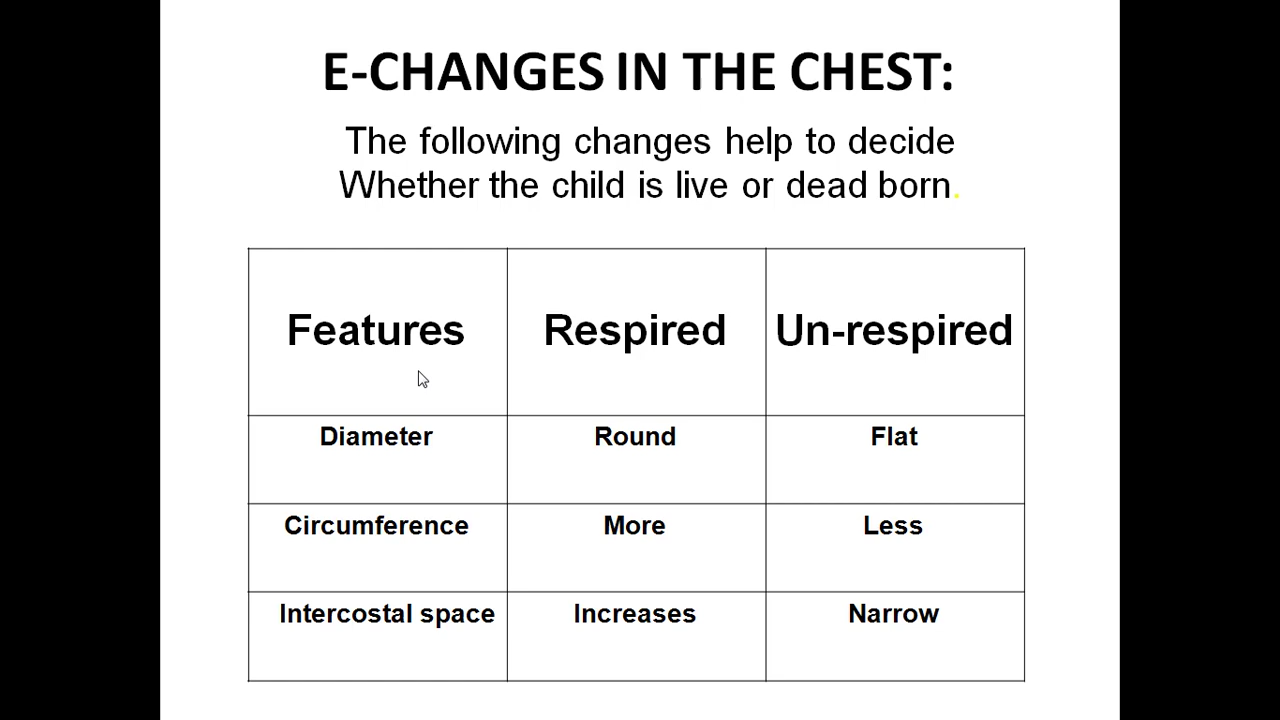 E-CHANGES IN THE CHEST:
The following changes help to decide
Whether the child is live or dead born.
Features Respired Un-respired
Diameter Round Flat
Circumference More Less
Intercostal space Increases Narrow